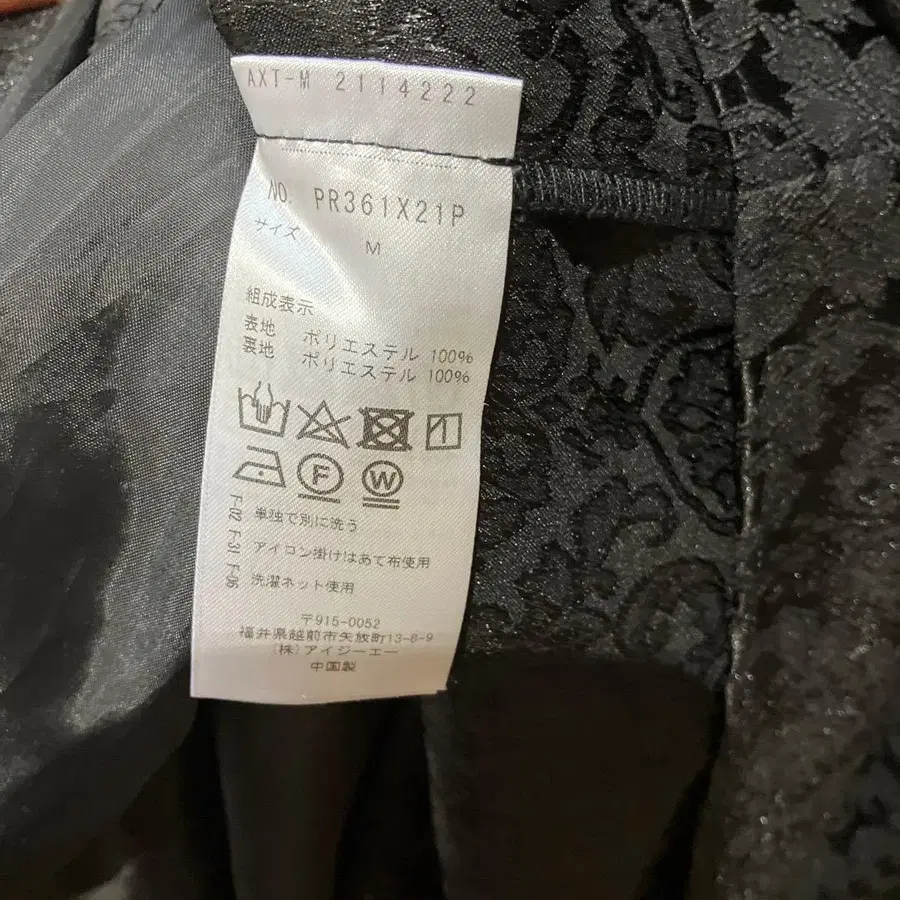 AXT-M 2114222
NO. PR361X21P
サイズ M
組成表示
表地 ポリエステル 100%
裏地 ポリエステル 100%
F W
F-02 単独で別に洗う
F-31 アイロン掛けはあて布使用
F-06 洗濯ネット使用
〒915-0052
福井県越前市矢放町13-8-9
(株)アイジーエー
中国製